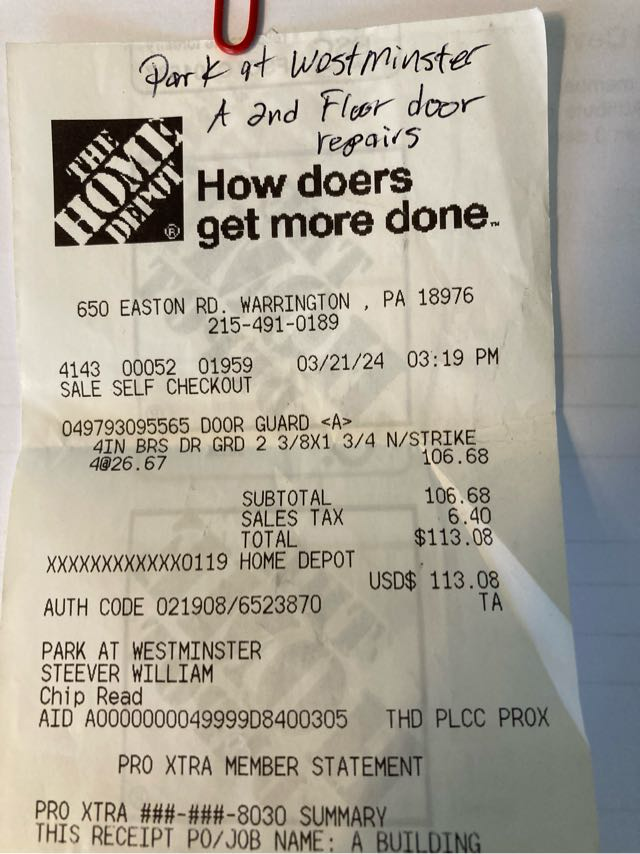 Park at Westminster
A 2nd Floor door
repairs
THE
HOME
DEPOT
®
How doers
get more done™
650 EASTON RD. WARRINGTON , PA 18976
215-491-0189
4143 00052 01959 03/21/24 03:19 PM
SALE SELF CHECKOUT
049793095565 DOOR GUARD <A>
4IN BRS DR GRD 2 3/8X1 3/4 N/STRIKE
4@26.67 106.68
SUBTOTAL 106.68
SALES TAX 6.40
TOTAL $113.08
XXXXXXXXXXXX0119 HOME DEPOT
USD$ 113.08
AUTH CODE 021908/6523870 TA
PARK AT WESTMINSTER
STEEVER WILLIAM
Chip Read
AID A0000000049999D8400305 THD PLCC PROX
PRO XTRA MEMBER STATEMENT
PRO XTRA ###-###-8030 SUMMARY
THIS RECEIPT PO/JOB NAME: A BUILDING